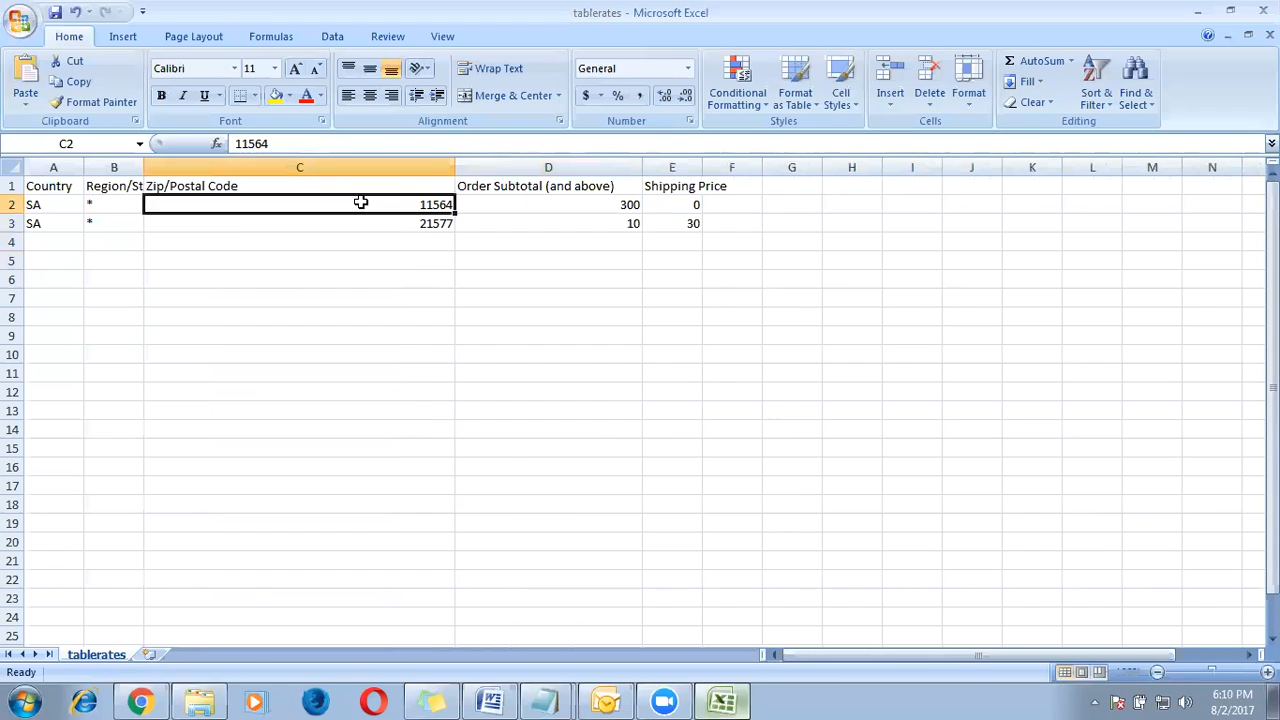 tablerates - Microsoft Excel
Home Insert Page Layout Formulas Data Review View
Paste
Cut
Copy
Format Painter
Calibri 11
B I U
A A
Wrap Text
Merge & Center
General
$ % ,
Conditional Formatting
Format as Table
Cell Styles
Insert Delete Format
Σ AutoSum
Fill
Clear
Sort & Filter
Find & Select
Clipboard Font Alignment Number Styles Cells Editing
C2 fx 11564
A B C D E F G H I J K L M N
1 Country Region/St Zip/Postal Code Order Subtotal (and above) Shipping Price
2 SA * 11564 300 0
3 SA * 21577 10 30
4
5
6
7
8
9
10
11
12
13
14
15
16
17
18
19
20
21
22
23
24
25
tablerates
Ready
6:10 PM
8/2/2017